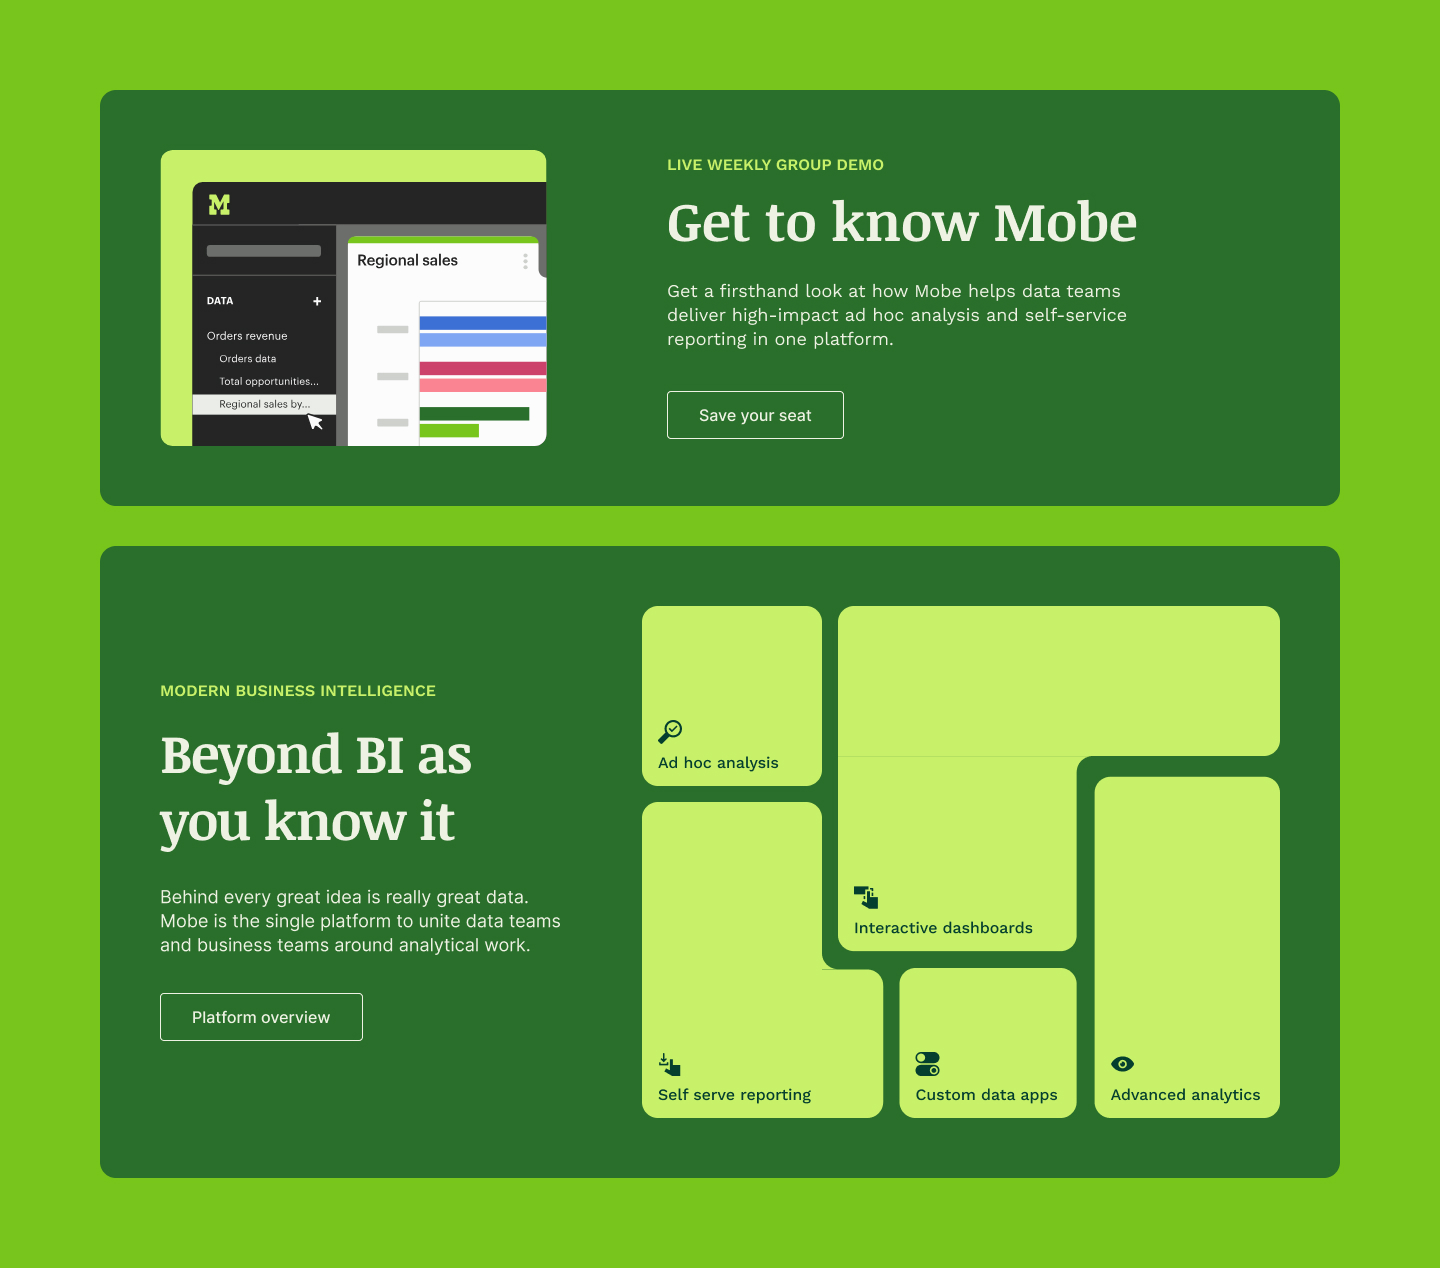 M
DATA +
Orders revenue
Orders data
Total opportunities...
Regional sales by...
Regional sales
LIVE WEEKLY GROUP DEMO
Get to know Mobe
Get a firsthand look at how Mobe helps data teams
deliver high-impact ad hoc analysis and self-service
reporting in one platform.
Save your seat
MODERN BUSINESS INTELLIGENCE
Beyond BI as
you know it
Behind every great idea is really great data.
Mobe is the single platform to unite data teams
and business teams around analytical work.
Platform overview
Ad hoc analysis
Interactive dashboards
Self serve reporting
Custom data apps
Advanced analytics